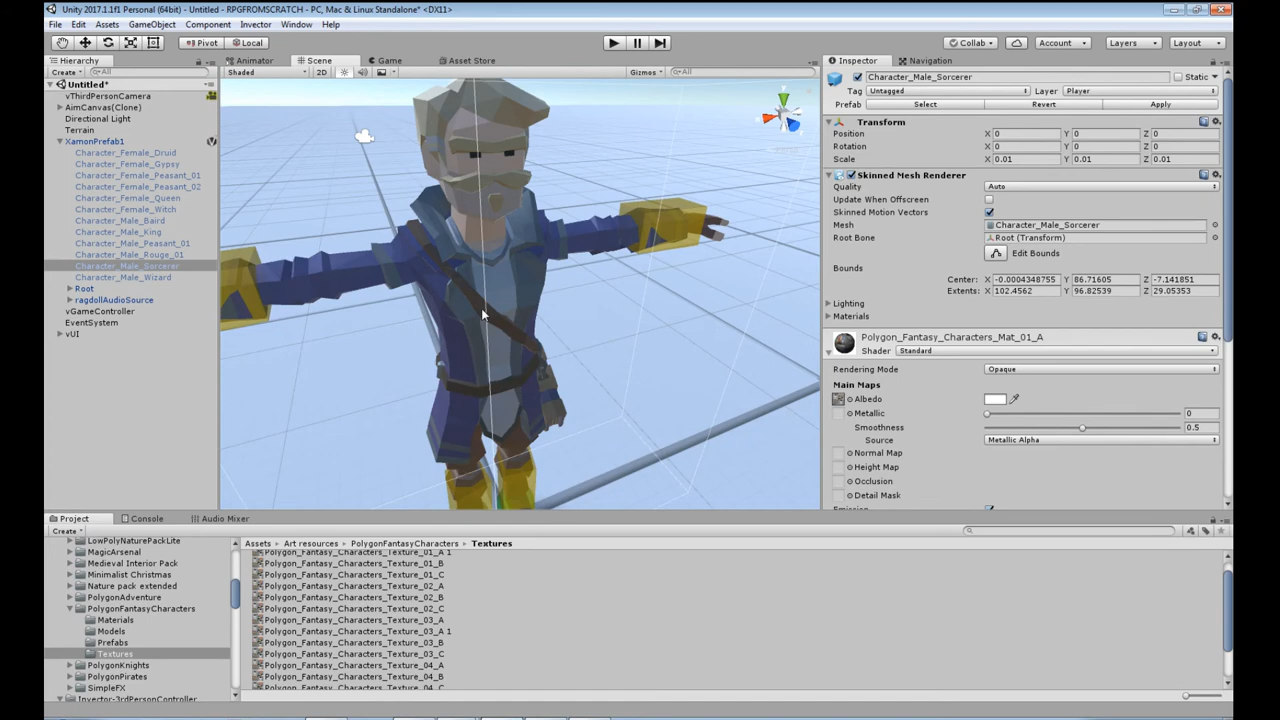 Unity 2017.1.1f1 Personal (64bit) - Untitled - RPGFROMSCRATCH - PC, Mac & Linux Standalone* <DX11>
File Edit Assets GameObject Component Invector Window Help
Pivot Local Collab Account Layers Layout
Hierarchy Animator Scene Game Asset Store Inspector Navigation
Create All Shaded 2D Gizmos All Character_Male_Sorcerer Static
Untitled* Tag Untagged Layer Player
vThirdPersonCamera Prefab Select Revert Apply
AimCanvas(Clone)
Directional Light Transform
Terrain Position X 0 Y 0 Z 0
XamonPrefab1 Rotation X 0 Y 0 Z 0
Character_Female_Druid Scale X 0.01 Y 0.01 Z 0.01
Character_Female_Gypsy
Character_Female_Peasant_01 Skinned Mesh Renderer
Character_Female_Peasant_02 Quality Auto
Character_Female_Queen Update When Offscreen
Character_Female_Witch Skinned Motion Vectors
Character_Male_Baird Mesh Character_Male_Sorcerer
Character_Male_King Root Bone Root (Transform)
Character_Male_Peasant_01
Character_Male_Rouge_01 Edit Bounds
Character_Male_Sorcerer Bounds
Character_Male_Wizard Center: X -0.0004348755 Y 86.71605 Z -7.141851
Root Extents: X 102.4562 Y 96.82539 Z 29.05353
ragdollAudioSource Lighting
vGameController Materials
EventSystem
vUI Polygon_Fantasy_Characters_Mat_01_A
Shader Standard
Rendering Mode Opaque
Main Maps
Albedo
Metallic 0
Smoothness 0.5
Source Metallic Alpha
Normal Map
Height Map
Occlusion
Detail Mask
Emission
Project Console Audio Mixer
Create
LowPolyNaturePackLite Assets Art resources PolygonFantasyCharacters Textures
MagicArsenal Polygon_Fantasy_Characters_Texture_01_A 1
Medieval Interior Pack Polygon_Fantasy_Characters_Texture_01_B
Minimalist Christmas Polygon_Fantasy_Characters_Texture_01_C
Nature pack extended Polygon_Fantasy_Characters_Texture_02_A
PolygonAdventure Polygon_Fantasy_Characters_Texture_02_B
PolygonFantasyCharacters Polygon_Fantasy_Characters_Texture_02_C
Materials Polygon_Fantasy_Characters_Texture_03_A
Models Polygon_Fantasy_Characters_Texture_03_A 1
Prefabs Polygon_Fantasy_Characters_Texture_03_B
Textures Polygon_Fantasy_Characters_Texture_03_C
PolygonKnights Polygon_Fantasy_Characters_Texture_04_A
PolygonPirates Polygon_Fantasy_Characters_Texture_04_B
SimpleFX Polygon_Fantasy_Characters_Texture_04_C
Invector-3rdPersonController